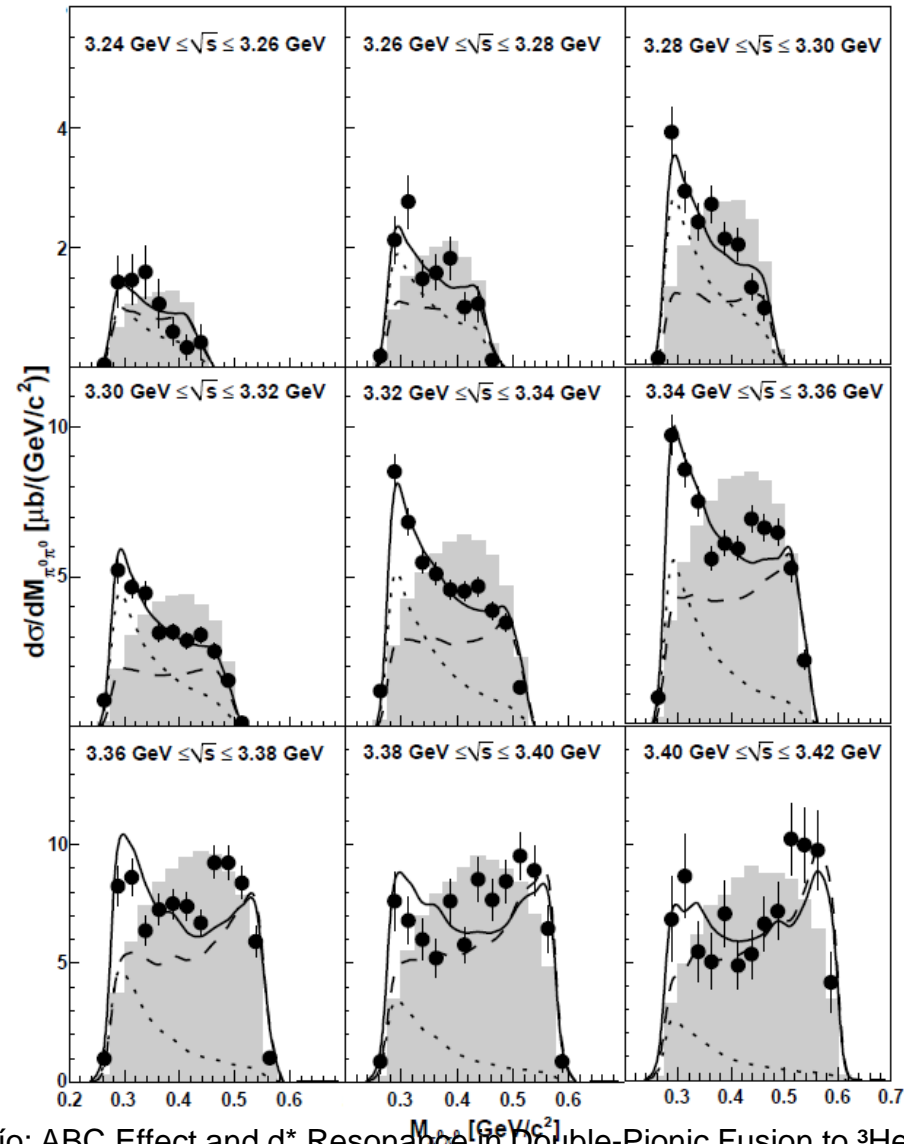 3.24 GeV ≤√s ≤ 3.26 GeV
3.26 GeV ≤√s ≤ 3.28 GeV
3.28 GeV ≤√s ≤ 3.30 GeV
4
2
3.30 GeV ≤√s ≤ 3.32 GeV
3.32 GeV ≤√s ≤ 3.34 GeV
3.34 GeV ≤√s ≤ 3.36 GeV
dσ/dM_π⁰π⁰ [μb/(GeV/c²)]
10
5
3.36 GeV ≤√s ≤ 3.38 GeV
3.38 GeV ≤√s ≤ 3.40 GeV
3.40 GeV ≤√s ≤ 3.42 GeV
10
5
0
0.2 0.3 0.4 0.5 0.6 0.3 0.4 0.5 0.6 0.3 0.4 0.5 0.6 0.7
[GeV/c²]
ABC Effect and d* Resonance in Double-Pionic Fusion to ³He